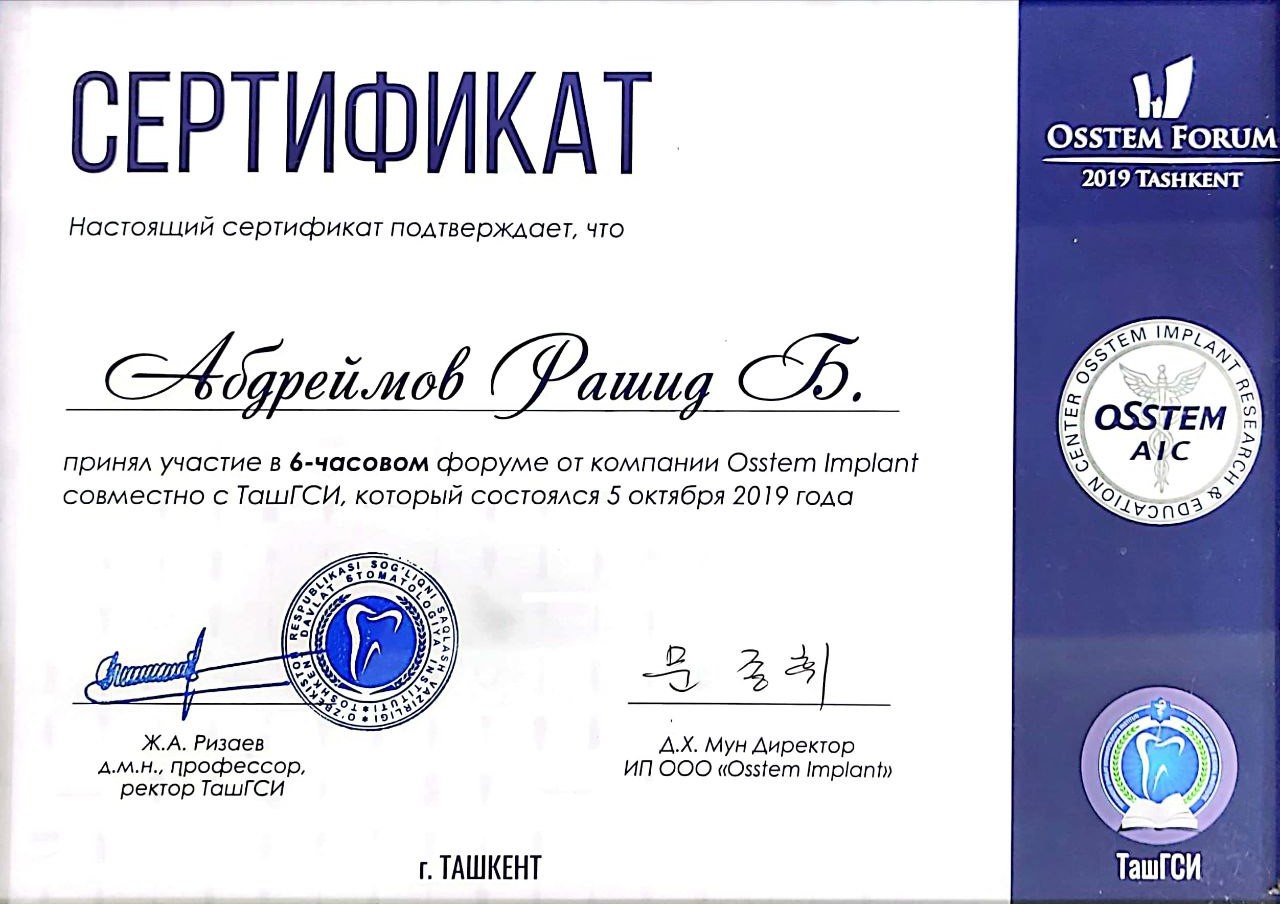 СЕРТИФИКАТ
Настоящий сертификат подтверждает, что
Абдреймов Рашид Б.
принял участие в 6-часовом форуме от компании Osstem Implant
совместно с ТашГСИ, который состоялся 5 октября 2019 года
O'ZBEKISTON RESPUBLIKASI SOG'LIQNI SAQLASH VAZIRLIGI
TOSHKENT DAVLAT STOMATOLOGIYA INSTITUTI
문 중 희
Ж.А. Ризаев
д.м.н., профессор,
ректор ТашГСИ
Д.Х. Мун Директор
ИП ООО «Osstem Implant»
г. ТАШКЕНТ
OSSTEM FORUM
2019 TASHKENT
OSSTEM IMPLANT RESEARCH & EDUCATION CENTER
OSSTEM
AIC
ТашГСИ